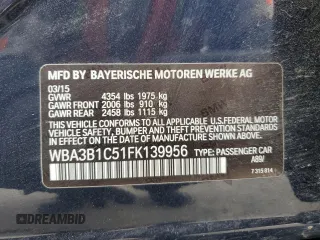 MFD BY BAYERISCHE MOTOREN WERKE AG
03/15
GVWR 4354 lbs 1975 kg
GAWR FRONT 2006 lbs 910 kg
GAWR REAR 2458 lbs 1115 kg
THIS VEHICLE CONFORMS TO ALL APPLICABLE
U.S. FEDERAL MOTOR VEHICLE SAFETY, BUMPER,
AND THEFT PREVENTION STANDARDS IN EFFECT ON
THE DATE OF MANUFACTURE SHOWN ABOVE.
WBA3B1C51FK139956 TYPE: PASSENGER CAR
A89/
7 315 014
DREAMBID